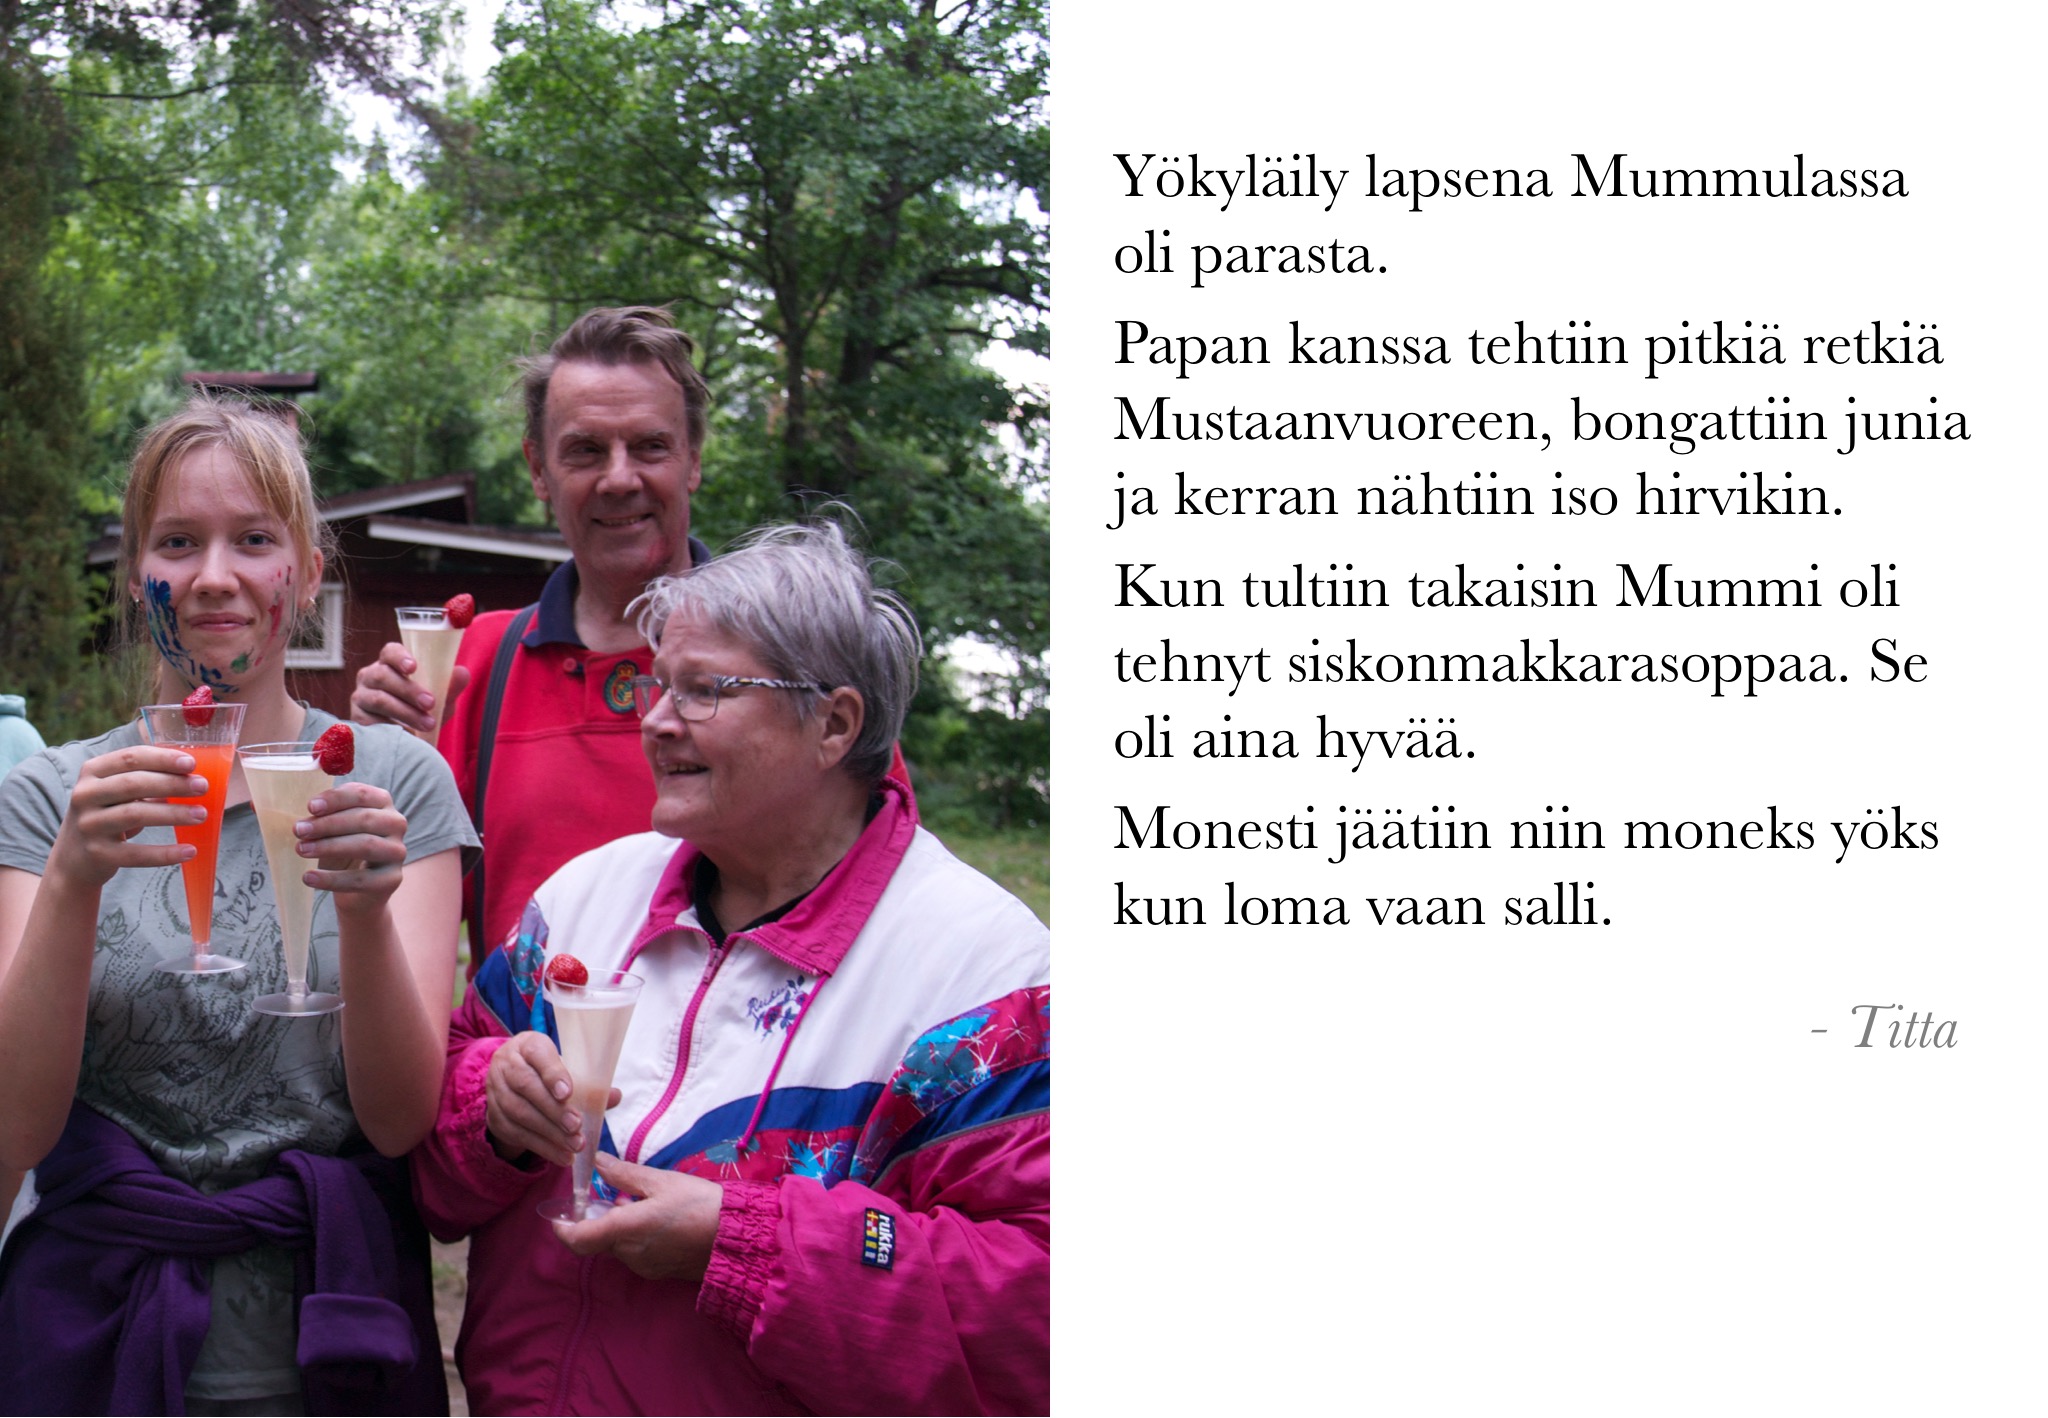 Yökyläily lapsena Mummulassa
oli parasta.
Papan kanssa tehtiin pitkiä retkiä
Mustaanvuoreen, bongattiin junia
ja kerran nähtiin iso hirvikin.
Kun tultiin takaisin Mummi oli
tehnyt siskonmakkarasoppaa. Se
oli aina hyvää.
Monesti jäätiin niin moneks yöks
kun loma vaan salli.
- Titta
rukka